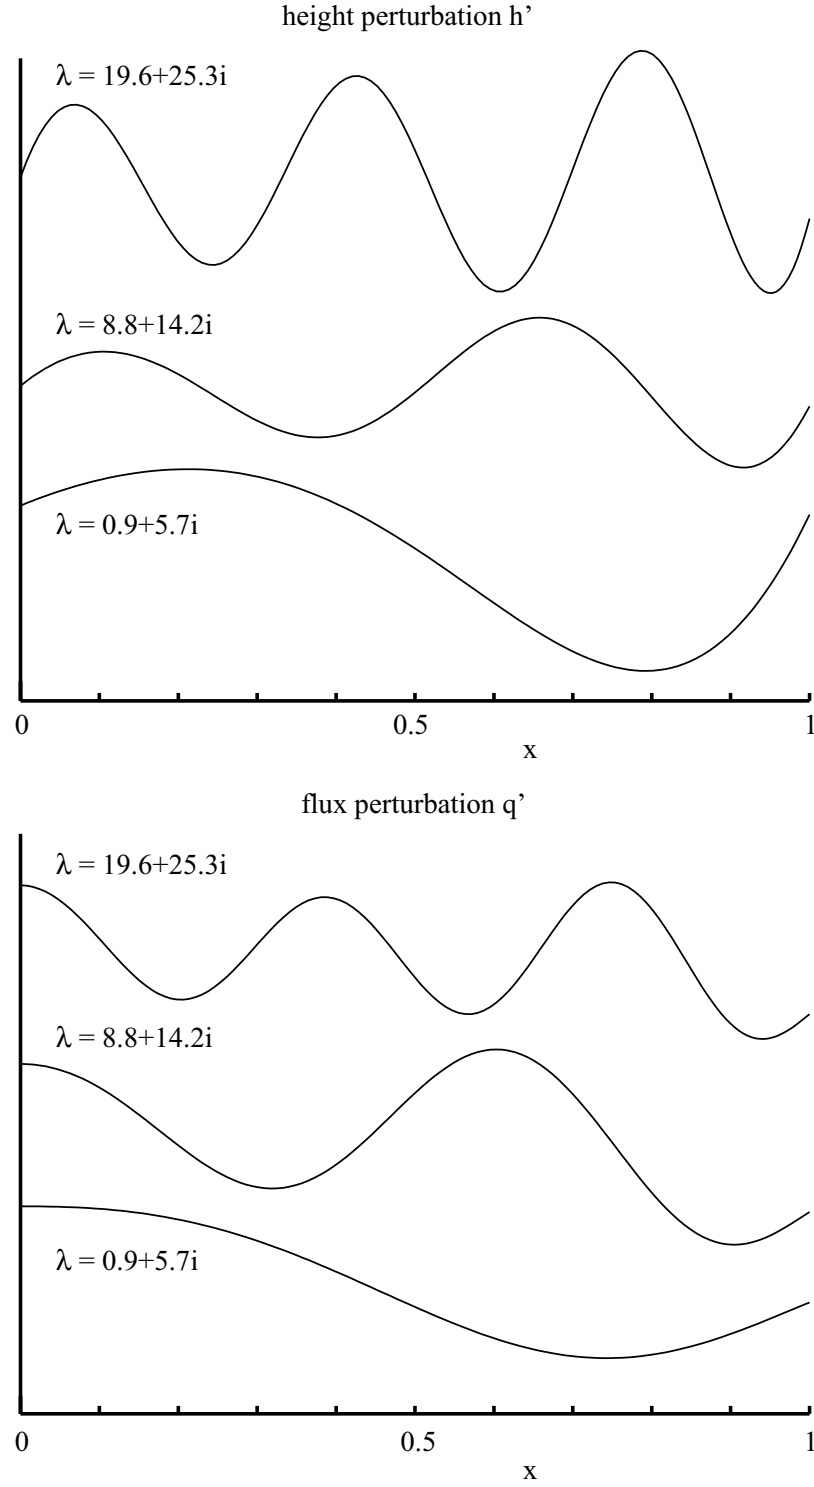 height perturbation h’
λ = 19.6+25.3i
λ = 8.8+14.2i
λ = 0.9+5.7i
0 0.5 1
x
flux perturbation q’
λ = 19.6+25.3i
λ = 8.8+14.2i
λ = 0.9+5.7i
0 0.5 1
x